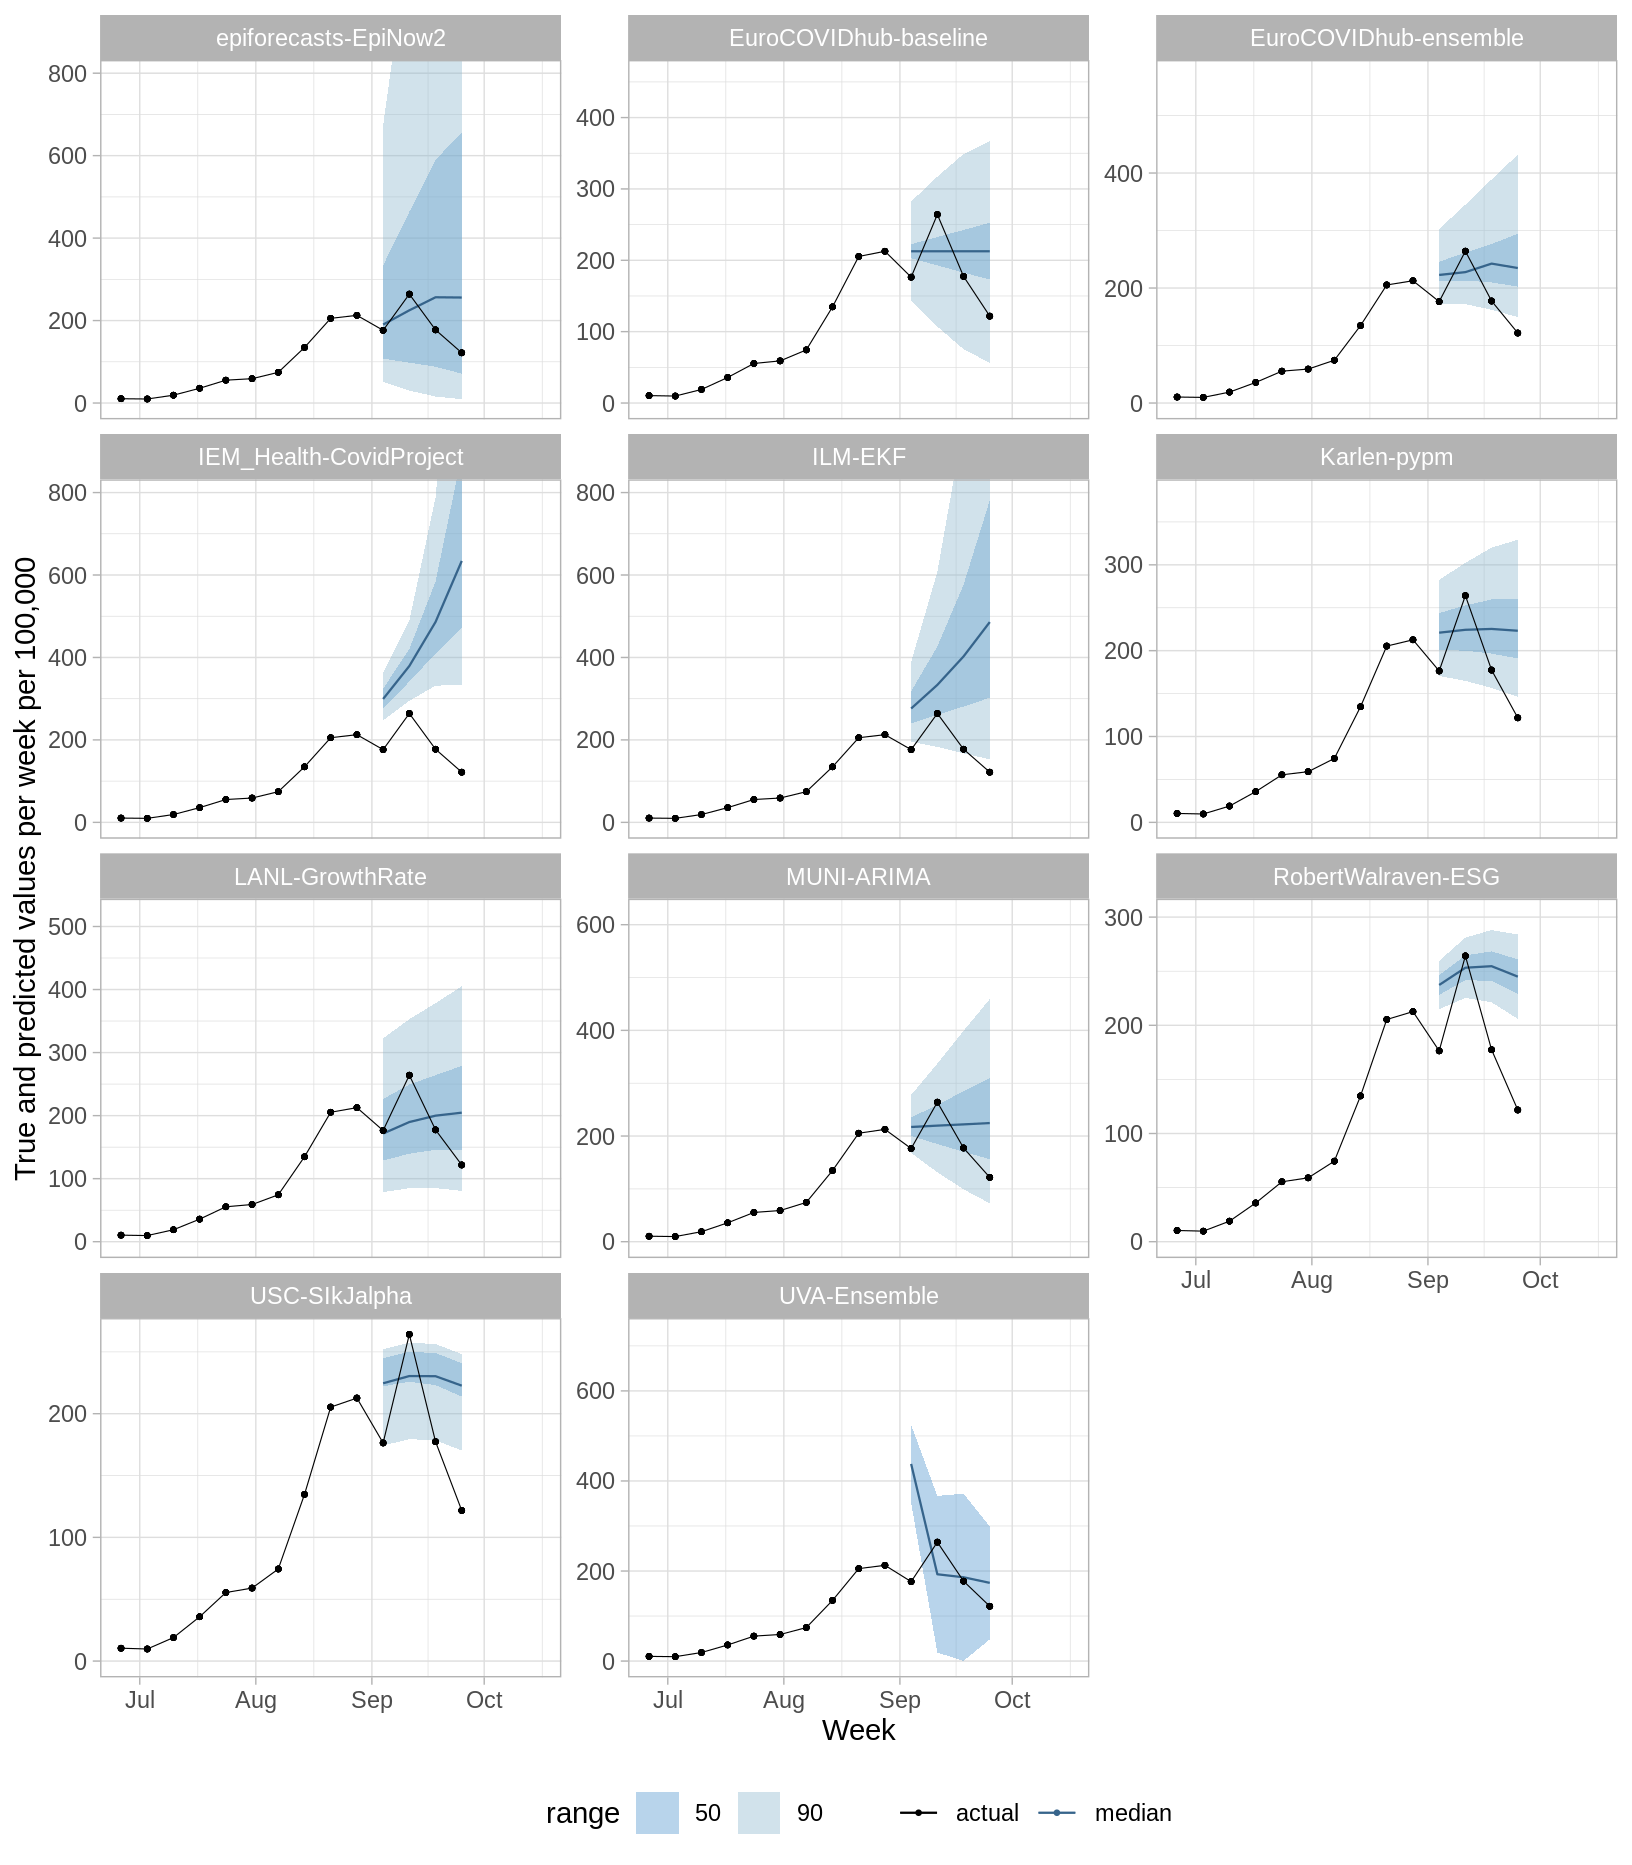 epiforecasts-EpiNow2
EuroCOVIDhub-baseline
EuroCOVIDhub-ensemble
800
600
400
200
0
400
300
200
100
0
400
200
0
IEM_Health-CovidProject
ILM-EKF
Karlen-pypm
800
600
400
200
0
800
600
400
200
0
300
200
100
0
True and predicted values per week per 100,000
LANL-GrowthRate
MUNI-ARIMA
RobertWalraven-ESG
500
400
300
200
100
0
600
400
200
0
300
200
100
0
Jul Aug Sep Oct
USC-SIkJalpha
UVA-Ensemble
200
100
0
600
400
200
0
Jul Aug Sep Oct
Jul Aug Sep Oct
Week
range 50 90 actual median